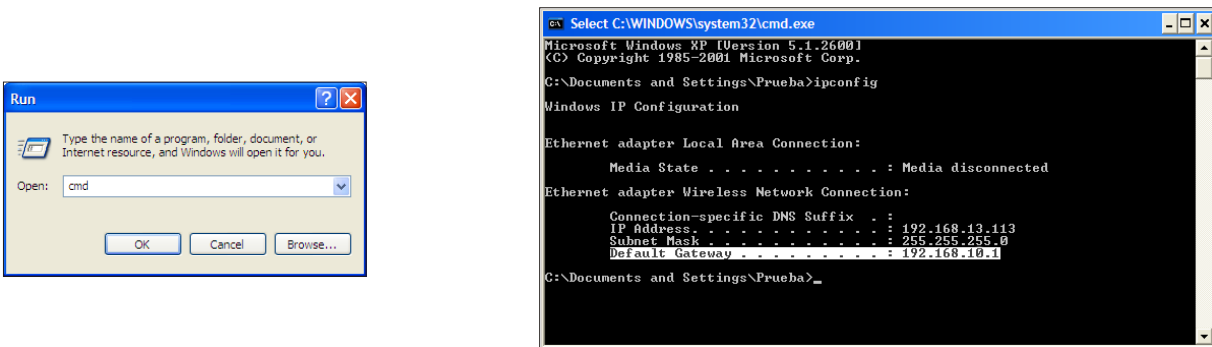 Run
Type the name of a program, folder, document, or
Internet resource, and Windows will open it for you.
Open: cmd
OK Cancel Browse...
Select C:\WINDOWS\system32\cmd.exe
Microsoft Windows XP [Version 5.1.2600]
(C) Copyright 1985-2001 Microsoft Corp.
C:\Documents and Settings\Prueba>ipconfig
Windows IP Configuration
Ethernet adapter Local Area Connection:
Media State . . . . . . . . . . . : Media disconnected
Ethernet adapter Wireless Network Connection:
Connection-specific DNS Suffix . :
IP Address. . . . . . . . . . . . : 192.168.13.113
Subnet Mask . . . . . . . . . . . : 255.255.255.0
Default Gateway . . . . . . . . . : 192.168.10.1
C:\Documents and Settings\Prueba>_